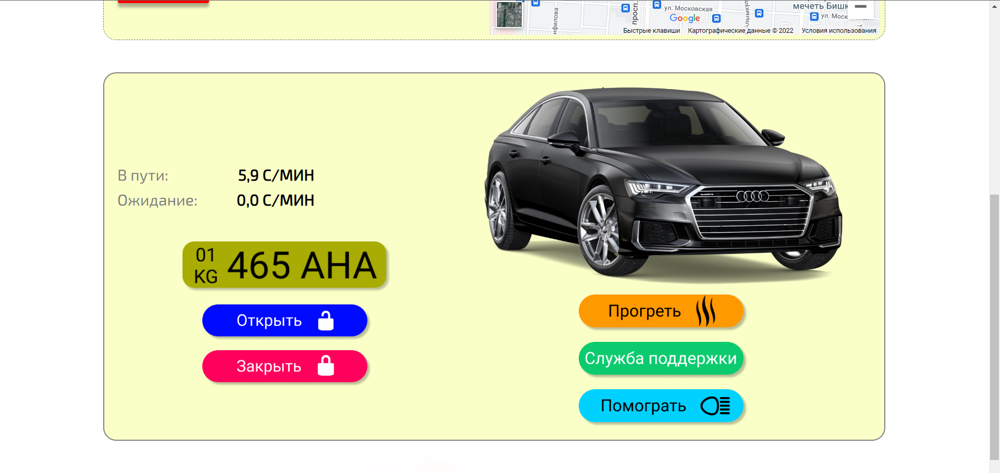 нфилова
просп.
ул. Московская
Google
Алымкул
мечеть Бишк
ул. Моск
Быстрые клавиши
Картографические данные © 2022
Условия использования
В пути: 5,9 С/МИН
Ожидание: 0,0 С/МИН
01
KG
465 AHA
Открыть
Закрыть
Прогреть
Служба поддержки
Помограть